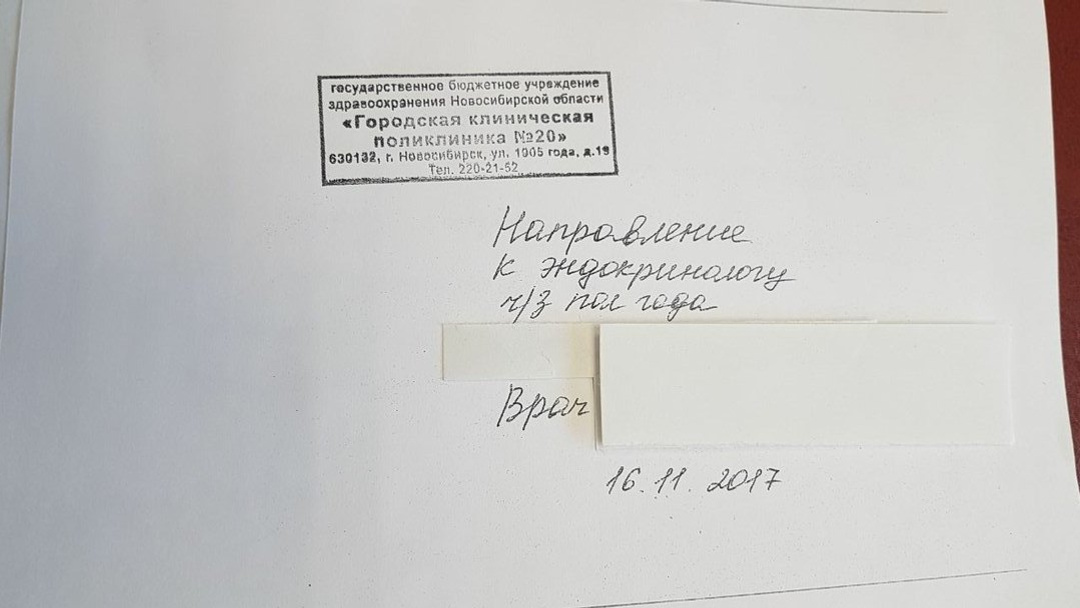 государственное бюджетное учреждение
здравоохранения Новосибирской области
«Городская клиническая
поликлиника №20»
630132, г. Новосибирск, ул. 1905 года, д.19
Тел. 220-21-52
Направление
к эндокринологу
ч/з пол года
Врач
16.11.2017